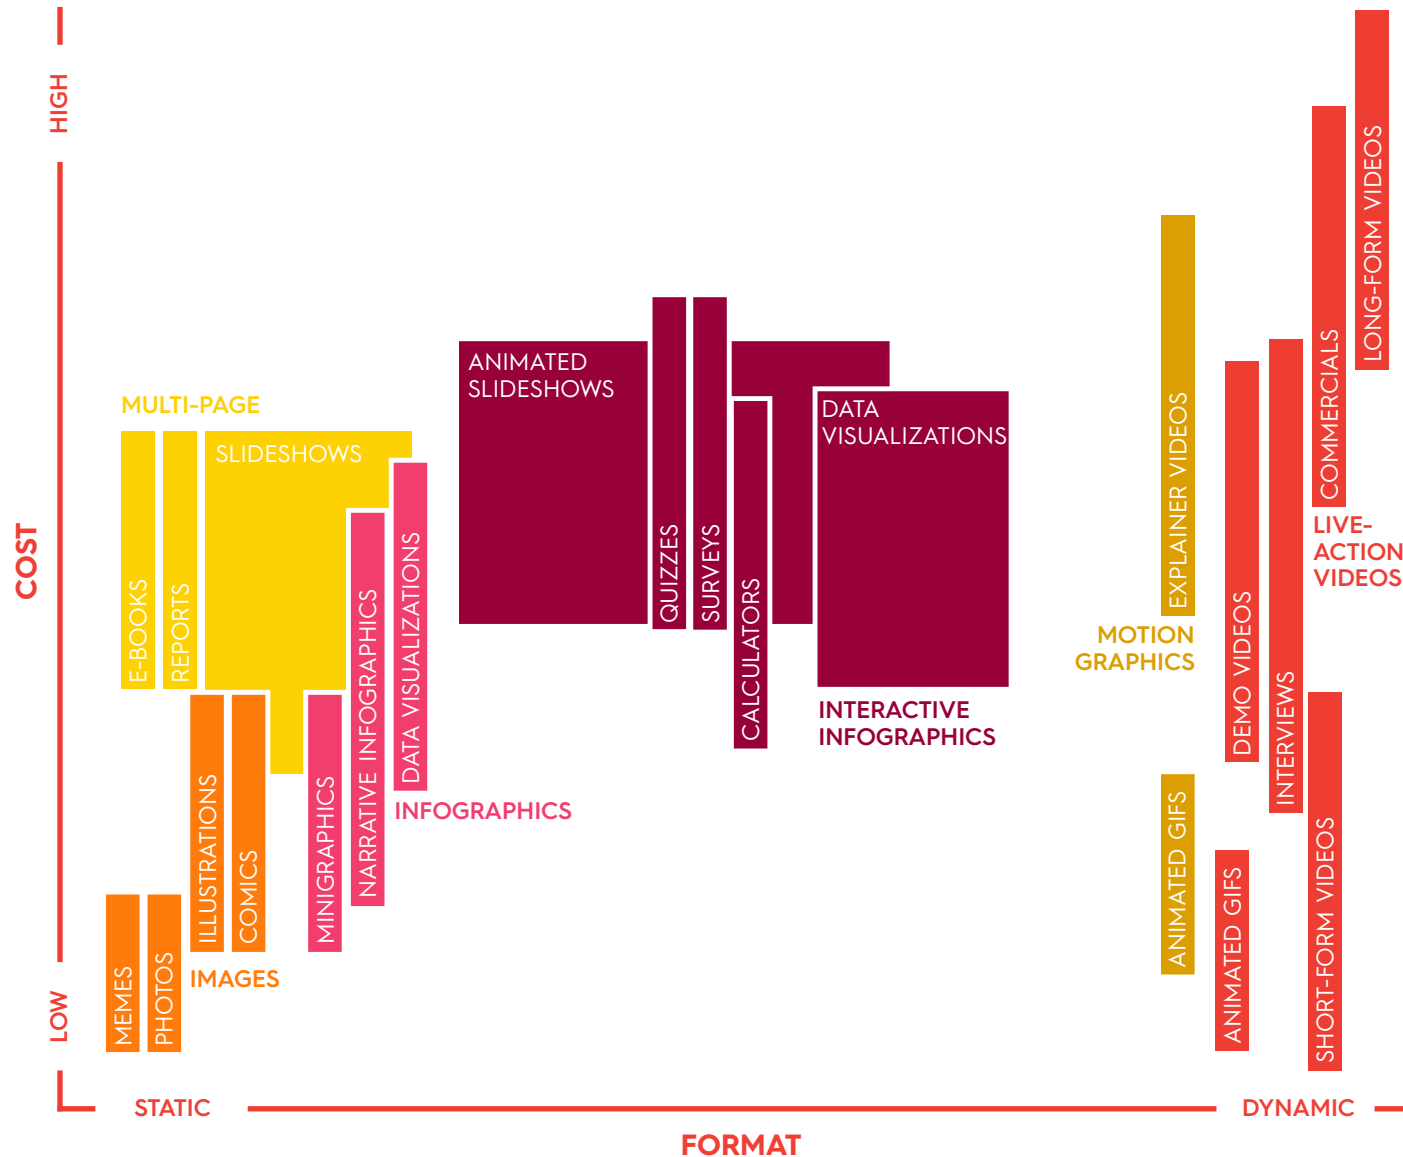 HIGH
COST
LOW
STATIC
DYNAMIC
FORMAT
MULTI-PAGE
E-BOOKS
REPORTS
SLIDESHOWS
MEMES
PHOTOS
ILLUSTRATIONS
COMICS
IMAGES
MINIGRAPHICS
NARRATIVE INFOGRAPHICS
DATA VISUALIZATIONS
INFOGRAPHICS
ANIMATED
SLIDESHOWS
QUIZZES
SURVEYS
CALCULATORS
DATA
VISUALIZATIONS
INTERACTIVE
INFOGRAPHICS
EXPLAINER VIDEOS
MOTION
GRAPHICS
ANIMATED GIFS
ANIMATED GIFS
DEMO VIDEOS
INTERVIEWS
SHORT-FORM VIDEOS
COMMERCIALS
LONG-FORM VIDEOS
LIVE-
ACTION
VIDEOS